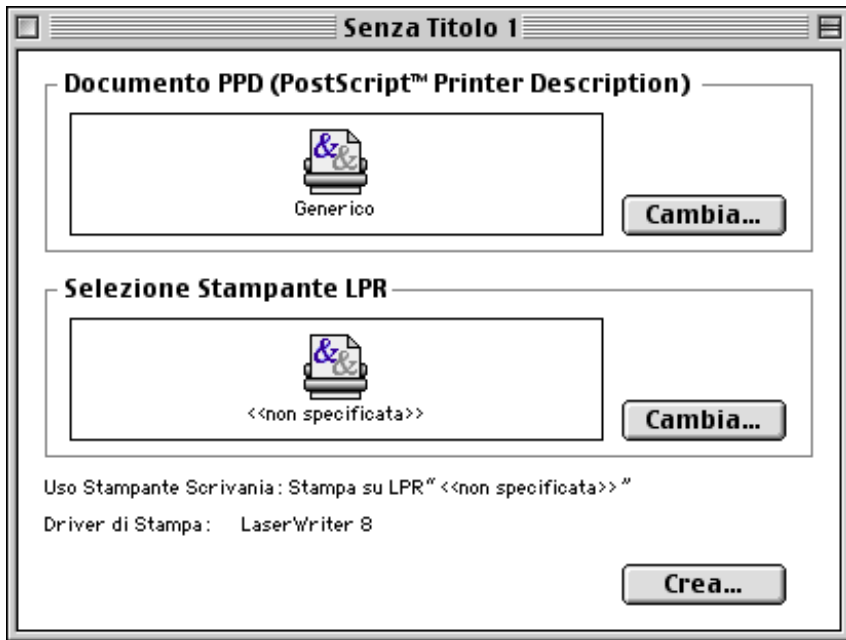 Senza Titolo 1
Documento PPD (PostScript™ Printer Description)
&&
Generico
Cambia...
Selezione Stampante LPR
&&
<<non specificata>>
Cambia...
Uso Stampante Scrivania: Stampa su LPR“<<non specificata>>”
Driver di Stampa: LaserWriter 8
Crea...